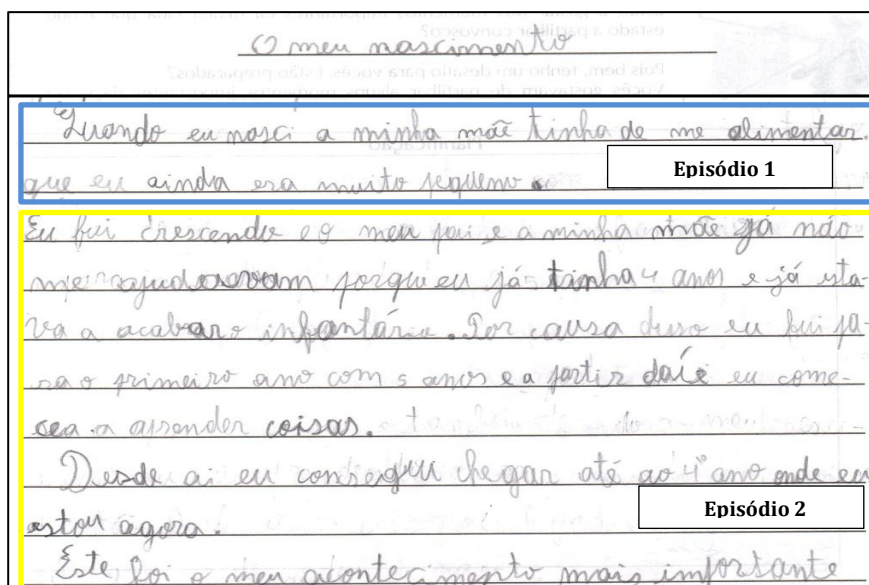 O meu nascimento
Quando eu nasci a minha mãe tinha de me alimentar.
Episódio 1
que eu ainda era muito pequeno.
Eu fui crescendo e o meu pai e a minha mãe já não
me ajudavam porqu eu já tinha 4 anos e já esta-
va a acabar o infantário. Por causa disso eu fui pa-
ra o primeiro ano com 5 anos e a partir daí eu come-
cei a aprender coisas.
Desde ai eu consegui chegar até ao 4º ano onde eu
estou agora.
Episódio 2
Este foi o meu acontecimento mais importante